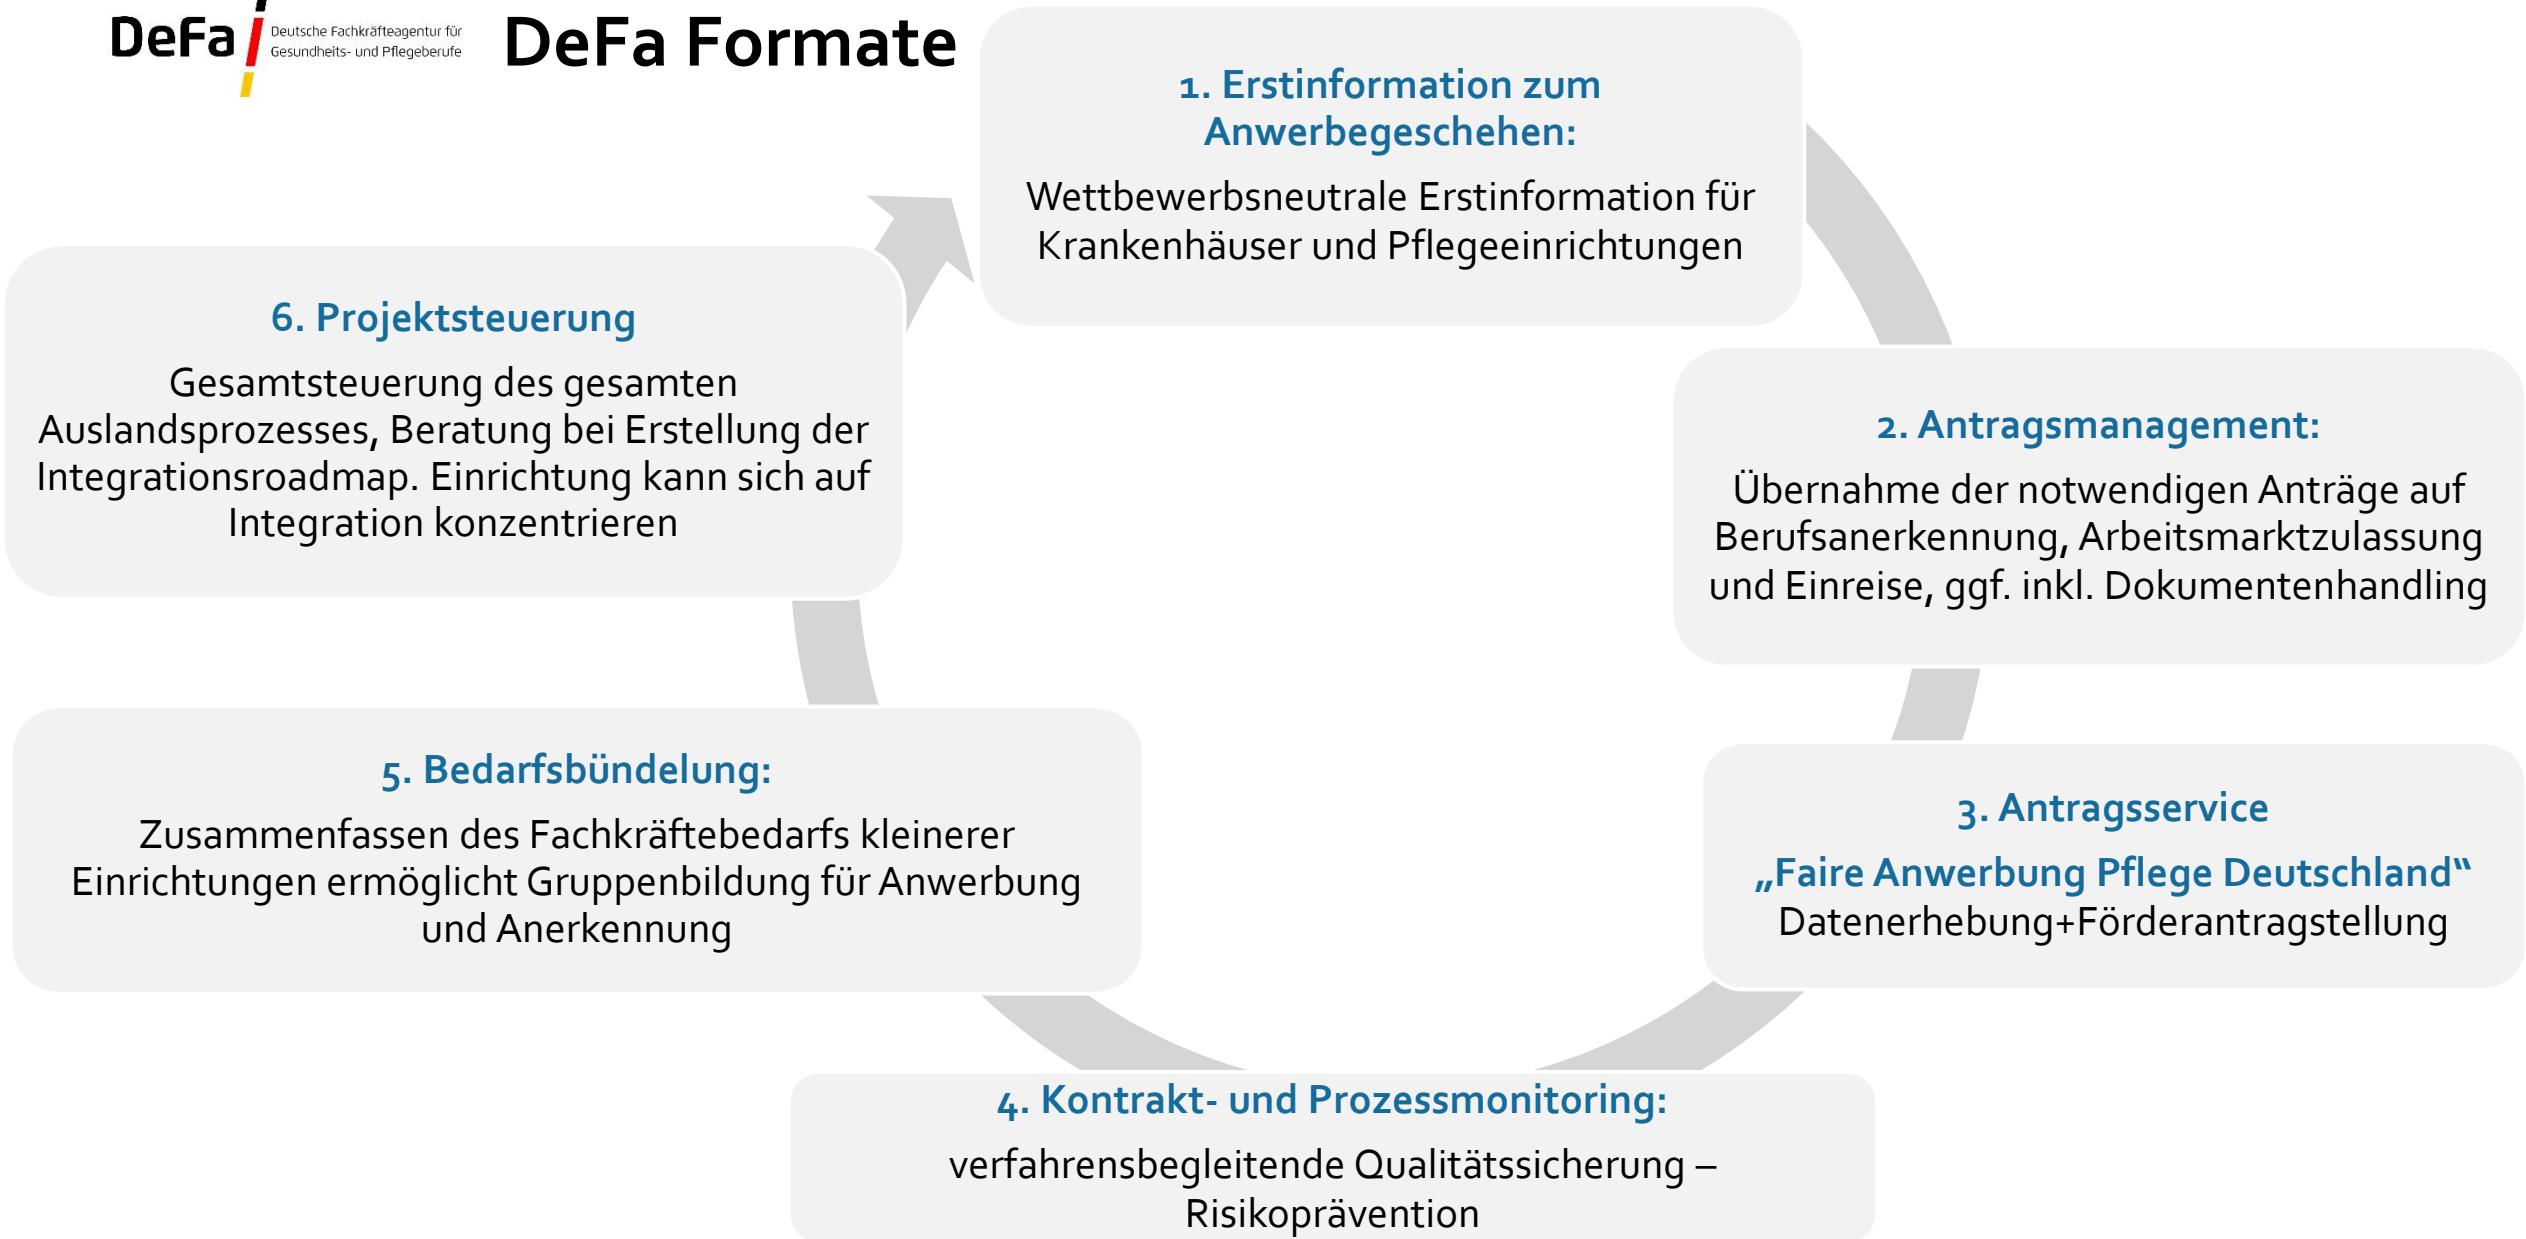 DeFa
Deutsche Fachkräfteagentur für
Gesundheits- und Pflegeberufe
DeFa Formate
1. Erstinformation zum
Anwerbegeschehen:
Wettbewerbsneutrale Erstinformation für
Krankenhäuser und Pflegeeinrichtungen
2. Antragsmanagement:
Übernahme der notwendigen Anträge auf
Berufsanerkennung, Arbeitsmarktzulassung
und Einreise, ggf. inkl. Dokumentenhandling
3. Antragsservice
„Faire Anwerbung Pflege Deutschland“
Datenerhebung+Förderantragstellung
4. Kontrakt- und Prozessmonitoring:
verfahrensbegleitende Qualitätssicherung –
Risikoprävention
5. Bedarfsbündelung:
Zusammenfassen des Fachkräftebedarfs kleinerer
Einrichtungen ermöglicht Gruppenbildung für Anwerbung
und Anerkennung
6. Projektsteuerung
Gesamtsteuerung des gesamten
Auslandsprozesses, Beratung bei Erstellung der
Integrationsroadmap. Einrichtung kann sich auf
Integration konzentrieren